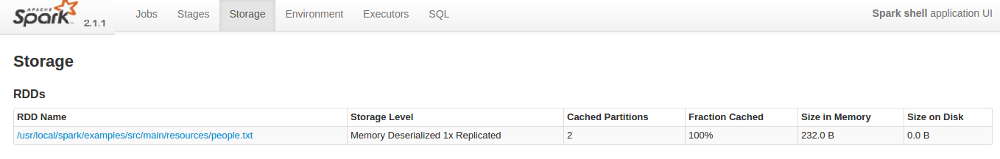 APACHE
Spark 2.1.1 Jobs Stages Storage Environment Executors SQL Spark shell application UI
Storage
RDDs
RDD Name Storage Level Cached Partitions Fraction Cached Size in Memory Size on Disk
/usr/local/spark/examples/src/main/resources/people.txt Memory Deserialized 1x Replicated 2 100% 232.0 B 0.0 B